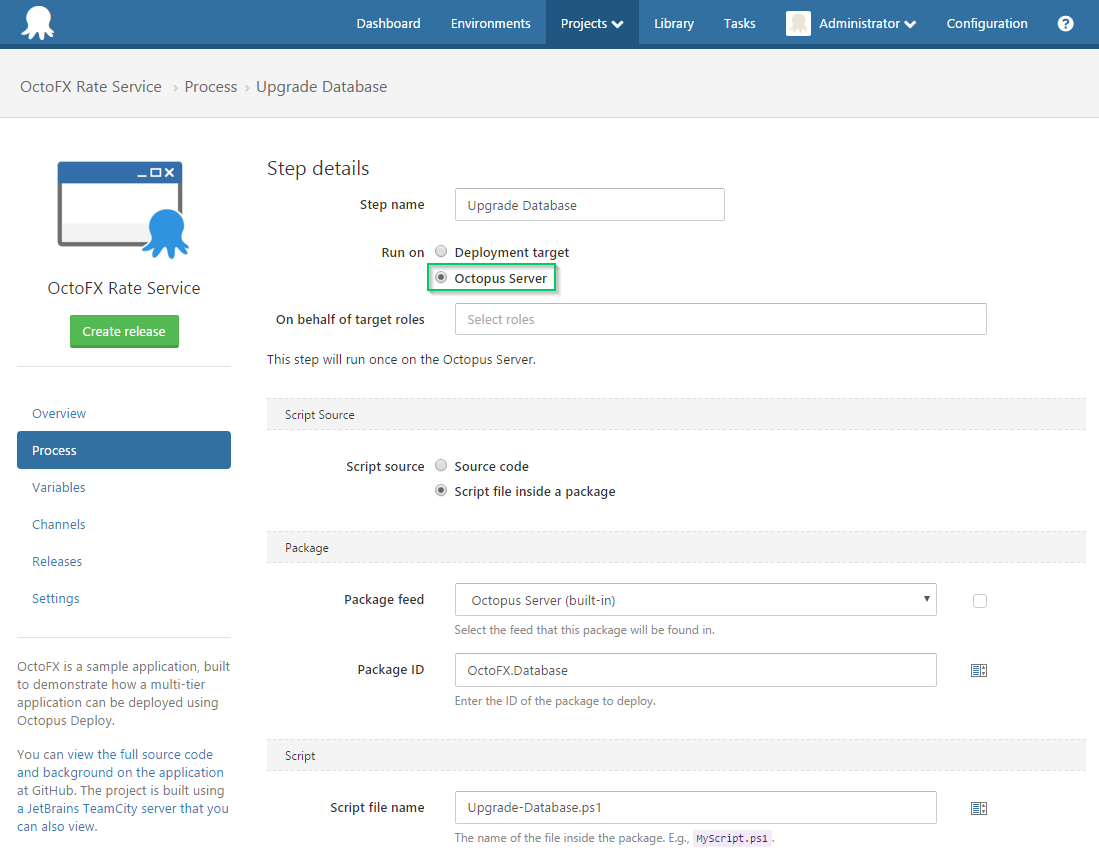 Dashboard Environments Projects Library Tasks Administrator Configuration ?
OctoFX Rate Service › Process › Upgrade Database
OctoFX Rate Service
Create release
Overview
Process
Variables
Channels
Releases
Settings
OctoFX is a sample application, built
to demonstrate how a multi-tier
application can be deployed using
Octopus Deploy.
You can view the full source code
and background on the application
at GitHub. The project is built using
a JetBrains TeamCity server that you
can also view.
Step details
Step name Upgrade Database
Run on Deployment target
Octopus Server
On behalf of target roles Select roles
This step will run once on the Octopus Server.
Script Source
Script source Source code
Script file inside a package
Package
Package feed Octopus Server (built-in)
Select the feed that this package will be found in.
Package ID OctoFX.Database
Enter the ID of the package to deploy.
Script
Script file name Upgrade-Database.ps1
The name of the file inside the package. E.g., MyScript.ps1 .